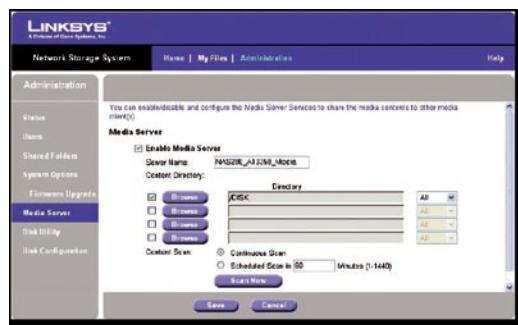 LINKSYS®
A Division of Cisco Systems, Inc.
Network Storage System
Home | My Files | Administration
Help
Administration
Status
Users
Shared Folders
System Options
Firmware Upgrade
Media Server
Disk Utility
Disk Configuration
You can enable/disable and configure the Media Server Services to share the media contents to other media
client(s).
Media Server
Enable Media Server
Server Name:
Content Directory:
Directory
Browse /DISK All
Browse All
Browse All
Browse All
Content Scan: Continuous Scan
Scheduled Scan in 60 Minutes (1-1440)
Scan Now
Save Cancel